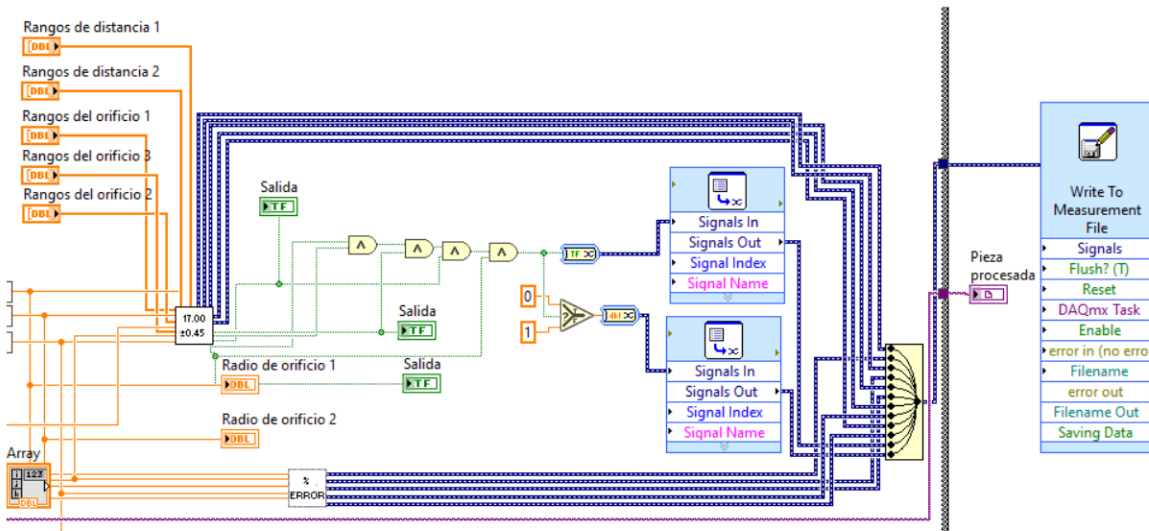 Rangos de distancia 1
[DBL]
Rangos de distancia 2
[DBL]
Rangos del orificio 1
[DBL]
Rangos del orificio 3
[DBL]
Rangos del orificio 2
[DBL]
17.00
±0.45
Salida
TF
Salida
TF
Salida
TF
Radio de orificio 1
DBL
Radio de orificio 2
DBL
Array
i
j
k
123
DBL
%
ERROR
^
^
^
^
TF
0
1
?
dbl
Signals In
Signals Out
Signal Index
Signal Name
Signals In
Signals Out
Signal Index
Signal Name
Pieza
procesada
Write To
Measurement
File
Signals
Flush? (T)
Reset
DAQmx Task
Enable
error in (no erro
Filename
error out
Filename Out
Saving Data